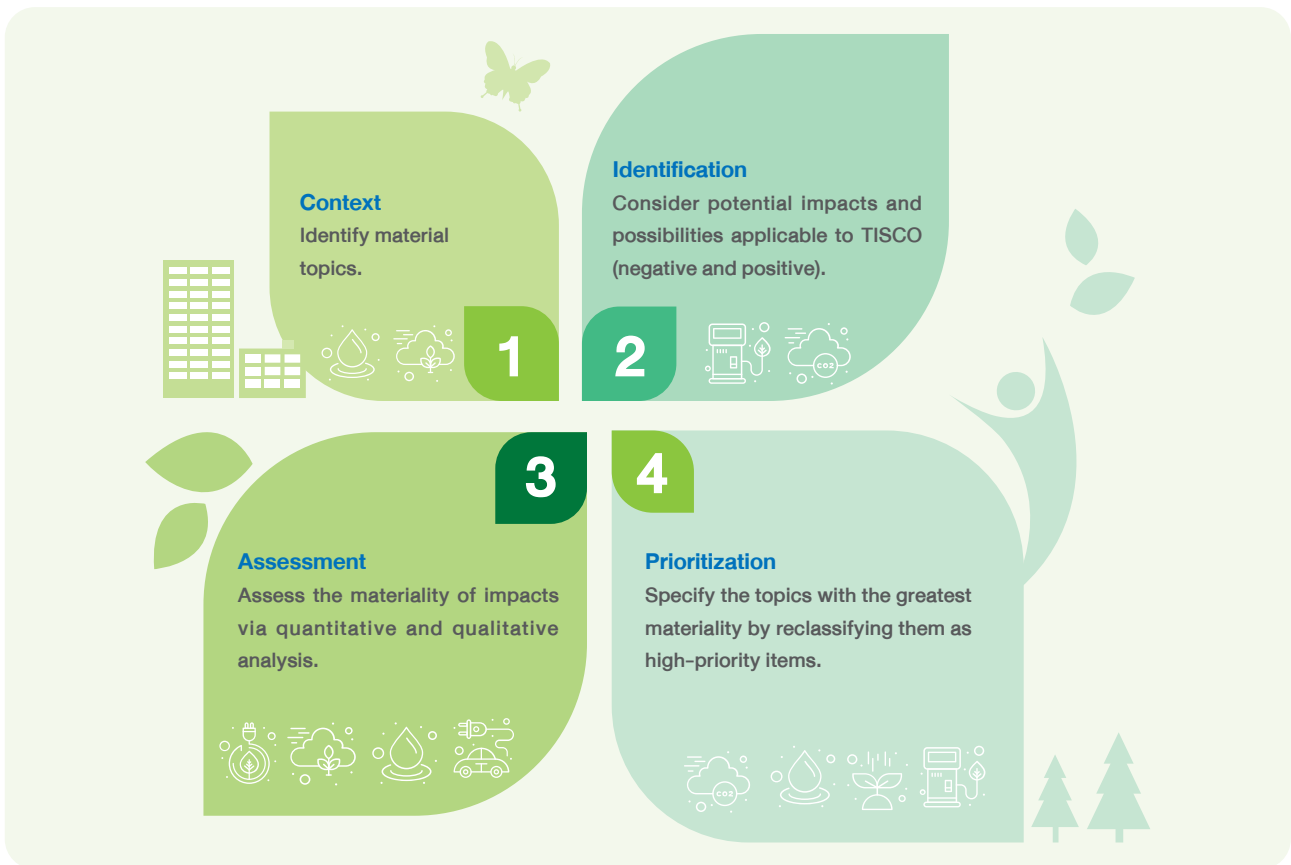 Context
Identify material
topics.
1
Identification
Consider potential impacts and
possibilities applicable to TISCO
(negative and positive).
2
CO2
3
Assessment
Assess the materiality of impacts
via quantitative and qualitative
analysis.
4
Prioritization
Specify the topics with the greatest
materiality by reclassifying them as
high-priority items.
CO2